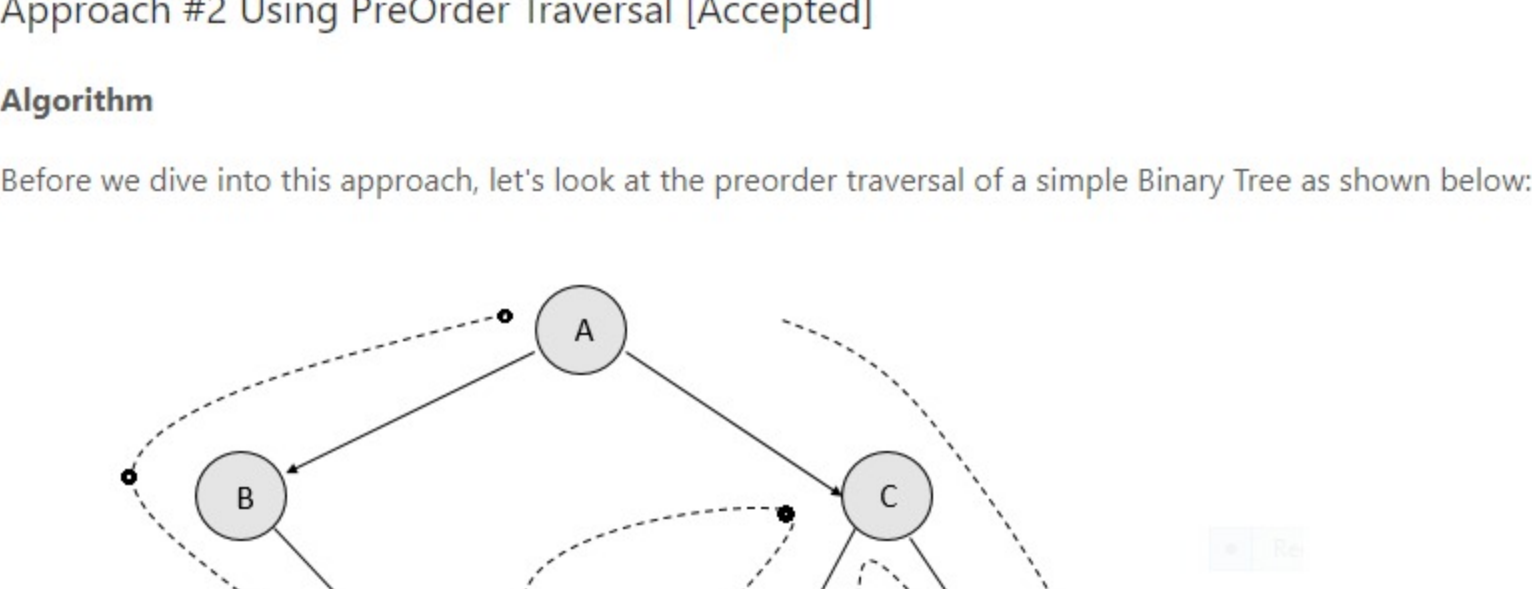 Approach #2 Using PreOrder Traversal [Accepted]
Algorithm
Before we dive into this approach, let's look at the preorder traversal of a simple Binary Tree as shown below:
A
B
C